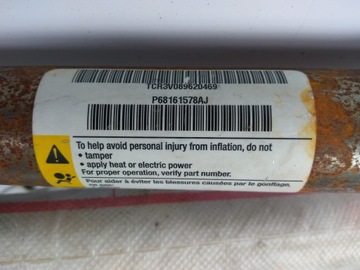 TCR3V089620469
P68161578AJ
To help avoid personal injury from inflation, do not
• tamper
• apply heat or electric power
For proper operation, verify part number.
Pour aider à éviter les blessures causées par le gonflage,